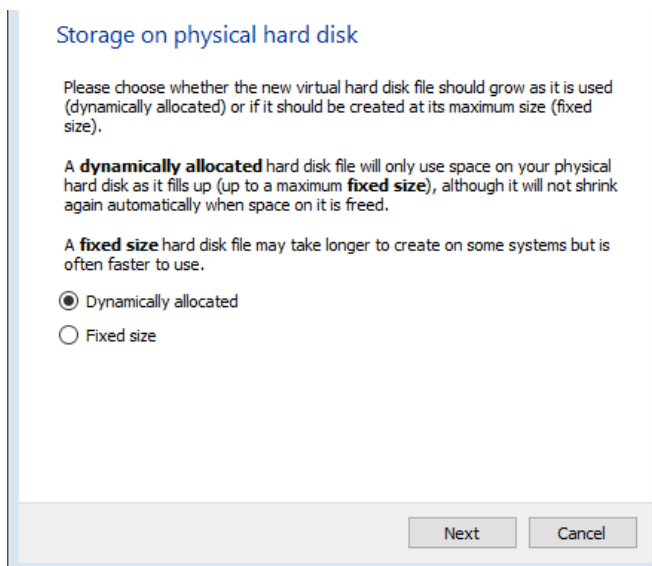 Storage on physical hard disk
Please choose whether the new virtual hard disk file should grow as it is used
(dynamically allocated) or if it should be created at its maximum size (fixed
size).
A dynamically allocated hard disk file will only use space on your physical
hard disk as it fills up (up to a maximum fixed size), although it will not shrink
again automatically when space on it is freed.
A fixed size hard disk file may take longer to create on some systems but is
often faster to use.
Dynamically allocated
Fixed size
Next Cancel